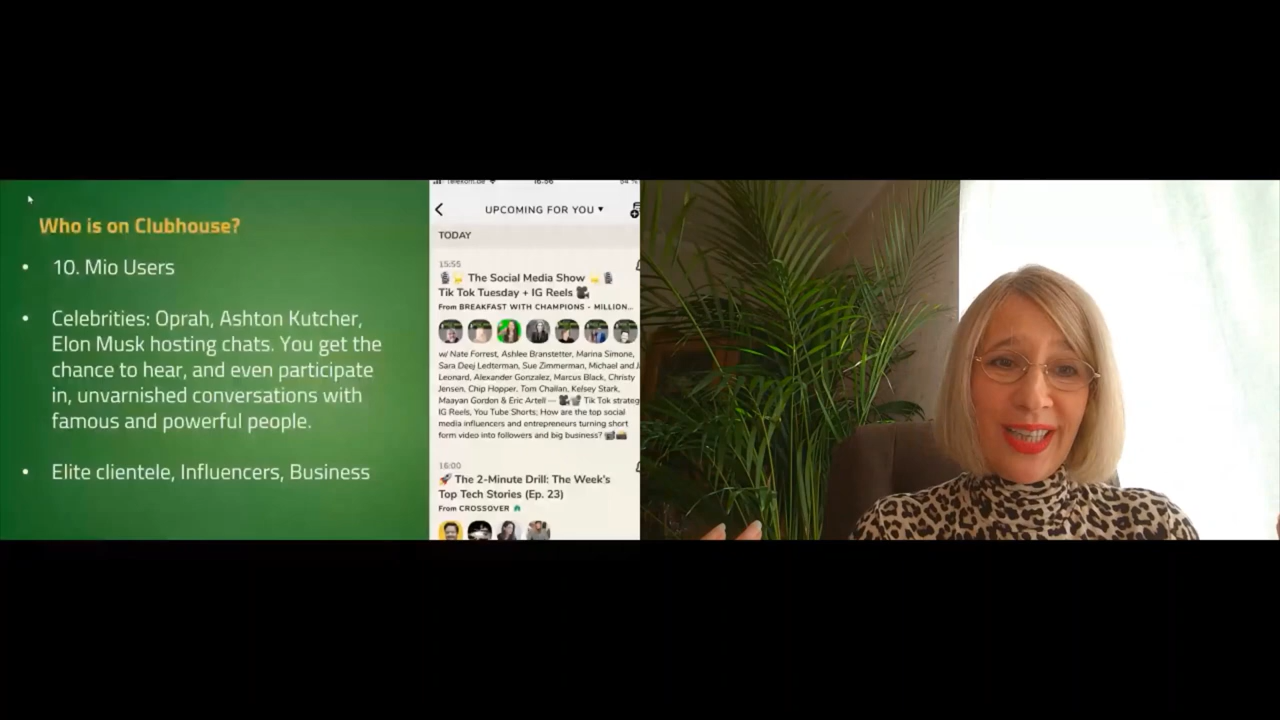 Who is on Clubhouse?
• 10. Mio Users
• Celebrities: Oprah, Ashton Kutcher,
Elon Musk hosting chats. You get the
chance to hear, and even participate
in, unvarnished conversations with
famous and powerful people.
• Elite clientele, Influencers, Business
Telekom.de 16:56 54 %
UPCOMING FOR YOU ▾
TODAY
15:55
The Social Media Show
Tik Tok Tuesday + IG Reels
From BREAKFAST WITH CHAMPIONS - MILLION...
w/ Nate Forrest, Ashlee Branstetter, Marina Simone,
Sara Deej Ledterman, Sue Zimmerman, Michael and J
Leonard, Alexander Gonzalez, Marcus Black, Christy
Jensen, Chip Hopper, Tom Challan, Kelsey Stark,
Maayan Gordon & Eric Artell — Tik Tok strateg
IG Reels, You Tube Shorts; How are the top social
media influencers and entrepreneurs turning short
form video into followers and big business?
16:00
🚀 The 2-Minute Drill: The Week's
Top Tech Stories (Ep. 23)
From CROSSOVER